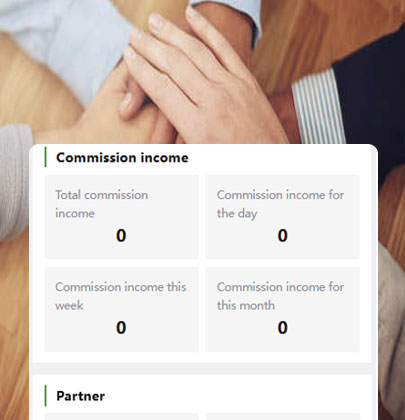 Commission income
Total commission
income
0
Commission income for
the day
0
Commission income this
week
0
Commission income for
this month
0
Partner